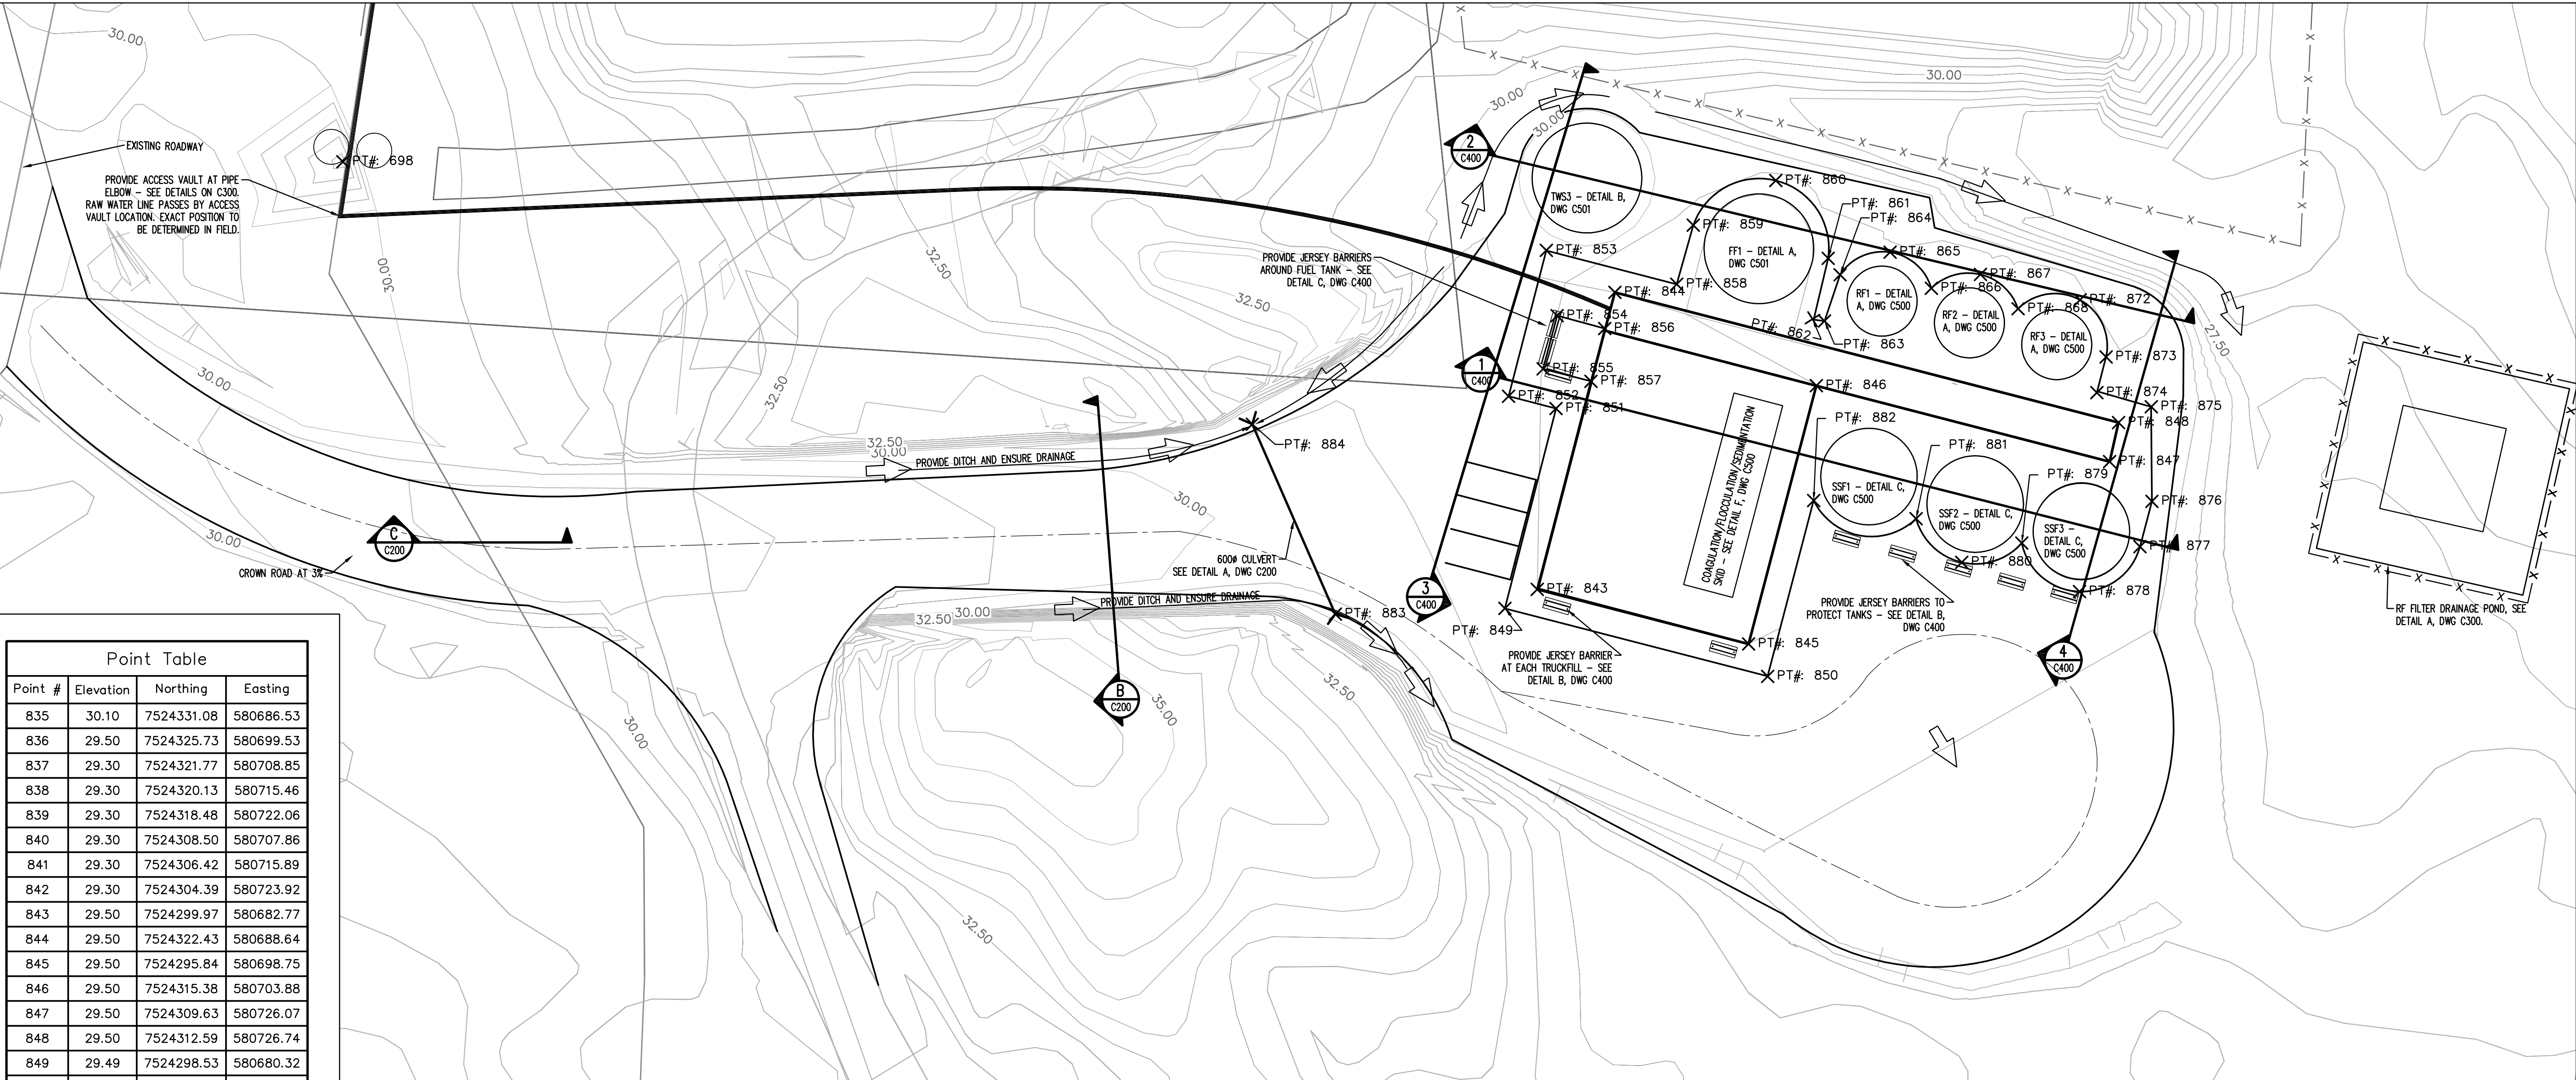 30.00
30.00
30.00
30.00
EXISTING ROADWAY
PT#: 698
PROVIDE ACCESS VAULT AT PIPE
ELBOW – SEE DETAILS ON C300.
RAW WATER LINE PASSES BY ACCESS
VAULT LOCATION. EXACT POSITION TO
BE DETERMINED IN FIELD.
30.00
32.50
32.50
32.50
30.00
32.50
30.00
PROVIDE DITCH AND ENSURE DRAINAGE
30.00
CROWN ROAD AT 3%
C
C200
30.00
PT#: 884
600ø CULVERT
SEE DETAIL A, DWG C200
PROVIDE DITCH AND ENSURE DRAINAGE
30.00
32.50
PT#: 883
B
C200
35.00
32.50
30.00
32.50
2
C400
TWS3 – DETAIL B,
DWG C501
PT#: 860
PT#: 859
PT#: 861
PT#: 864
FF1 – DETAIL A,
DWG C501
PT#: 853
PT#: 858
PT#: 865
PT#: 867
PT#: 866
PT#: 868
PT#: 872
PROVIDE JERSEY BARRIERS
AROUND FUEL TANK – SEE
DETAIL C, DWG C400
PT#: 844
RF1 – DETAIL
A, DWG C500
RF2 – DETAIL
A, DWG C500
RF3 – DETAIL
A, DWG C500
27.50
PT#: 854
PT#: 856
PT#: 862
PT#: 863
PT#: 873
1
C400
PT#: 855
PT#: 857
PT#: 846
PT#: 874
PT#: 875
PT#: 852
PT#: 851
PT#: 848
PT#: 882
PT#: 881
PT#: 879
PT#: 847
COAGULATION/FLOCCULATION/SEDIMENTATION
SKID – SEE DETAIL F, DWG C500
SSF1 – DETAIL C,
DWG C500
SSF2 – DETAIL C,
DWG C500
SSF3 –
DETAIL C,
DWG C500
PT#: 876
PT#: 877
PT#: 880
PT#: 878
3
C400
PT#: 843
PT#: 849
PT#: 845
PT#: 850
PROVIDE JERSEY BARRIER
AT EACH TRUCKFILL – SEE
DETAIL B, DWG C400
PROVIDE JERSEY BARRIERS TO
PROTECT TANKS – SEE DETAIL B,
DWG C400
4
C400
RF FILTER DRAINAGE POND, SEE
DETAIL A, DWG C300.
Point Table
Point # Elevation Northing Easting
835 30.10 7524331.08 580686.53
836 29.50 7524325.73 580699.53
837 29.30 7524321.77 580708.85
838 29.30 7524320.13 580715.46
839 29.30 7524318.48 580722.06
840 29.30 7524308.50 580707.86
841 29.30 7524306.42 580715.89
842 29.30 7524304.39 580723.92
843 29.50 7524299.97 580682.77
844 29.50 7524322.43 580688.64
845 29.50 7524295.84 580698.75
846 29.50 7524315.38 580703.88
847 29.50 7524309.63 580726.07
848 29.50 7524312.59 580726.74
849 29.49 7524298.53 580680.32